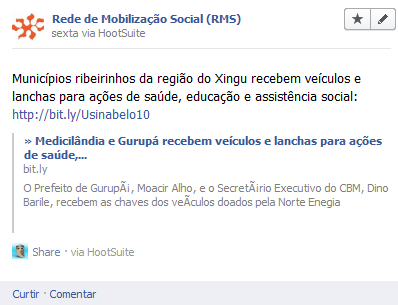 Rede de Mobilização Social (RMS)
sexta via HootSuite
Municípios ribeirinhos da região do Xingu recebem veículos e
lanchas para ações de saúde, educação e assistência social:
http://bit.ly/Usinabelo10
» Medicilândia e Gurupá recebem veículos e lanchas para ações
de saúde,...
bit.ly
O Prefeito de GurupÃi, Moacir Alho, e o SecretÃirio Executivo do CBM, Dino
Barile, recebem as chaves dos veÃculos doados pela Norte Enegia
Share · via HootSuite
Curtir · Comentar